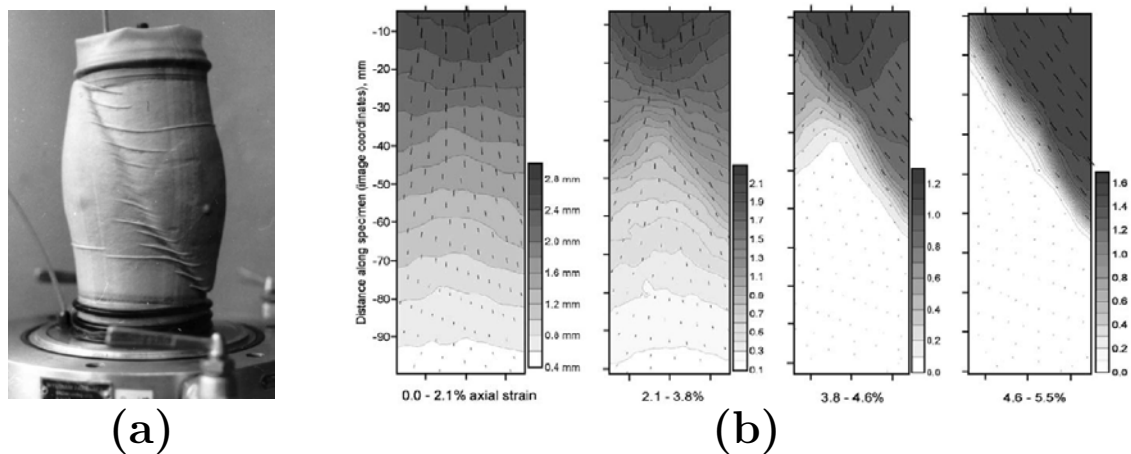 -10
-20
-30
-40
-50
-60
-70
-80
-90
Distance along specimen (image coordinates), mm
2.8 mm
2.4 mm
2.0 mm
1.6 mm
1.2 mm
0.8 mm
0.4 mm
0.0 - 2.1% axial strain
2.1
1.9
1.7
1.5
1.3
1.1
0.9
0.7
0.5
0.3
0.1
2.1 - 3.8%
1.2
1.0
0.8
0.6
0.4
0.2
0.0
3.8 - 4.6%
1.6
1.4
1.2
1.0
0.8
0.6
0.4
0.2
0.0
4.6 - 5.5%
(a)
(b)